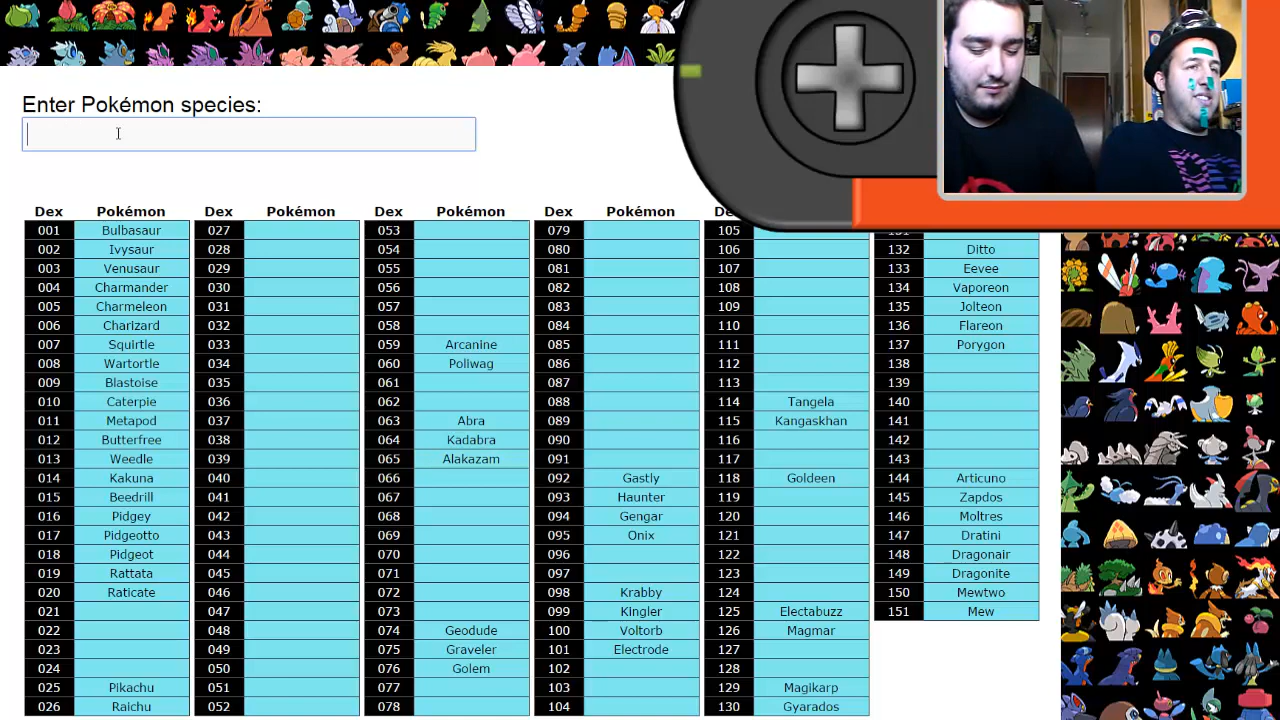 Enter Pokémon species:
Dex Pokémon Dex Pokémon Dex Pokémon Dex Pokémon
001 Bulbasaur 027 053 079 105
002 Ivysaur 028 054 080 106 132 Ditto
003 Venusaur 029 055 081 107 133 Eevee
004 Charmander 030 056 082 108 134 Vaporeon
005 Charmeleon 031 057 083 109 135 Jolteon
006 Charizard 032 058 084 110 136 Flareon
007 Squirtle 033 059 Arcanine 085 111 137 Porygon
008 Wartortle 034 060 Poliwag 086 112 138
009 Blastoise 035 061 087 113 139
010 Caterpie 036 062 088 114 Tangela 140
011 Metapod 037 063 Abra 089 115 Kangaskhan 141
012 Butterfree 038 064 Kadabra 090 116 142
013 Weedle 039 065 Alakazam 091 117 143
014 Kakuna 040 066 092 Gastly 118 Goldeen 144 Articuno
015 Beedrill 041 067 093 Haunter 119 145 Zapdos
016 Pidgey 042 068 094 Gengar 120 146 Moltres
017 Pidgeotto 043 069 095 Onix 121 147 Dratini
018 Pidgeot 044 070 096 122 148 Dragonair
019 Rattata 045 071 097 123 149 Dragonite
020 Raticate 046 072 098 Krabby 124 150 Mewtwo
021 047 073 099 Kingler 125 Electabuzz 151 Mew
022 048 074 Geodude 100 Voltorb 126 Magmar
023 049 075 Graveler 101 Electrode 127
024 050 076 Golem 102 128
025 Pikachu 051 077 103 129 Magikarp
026 Raichu 052 078 104 130 Gyarados